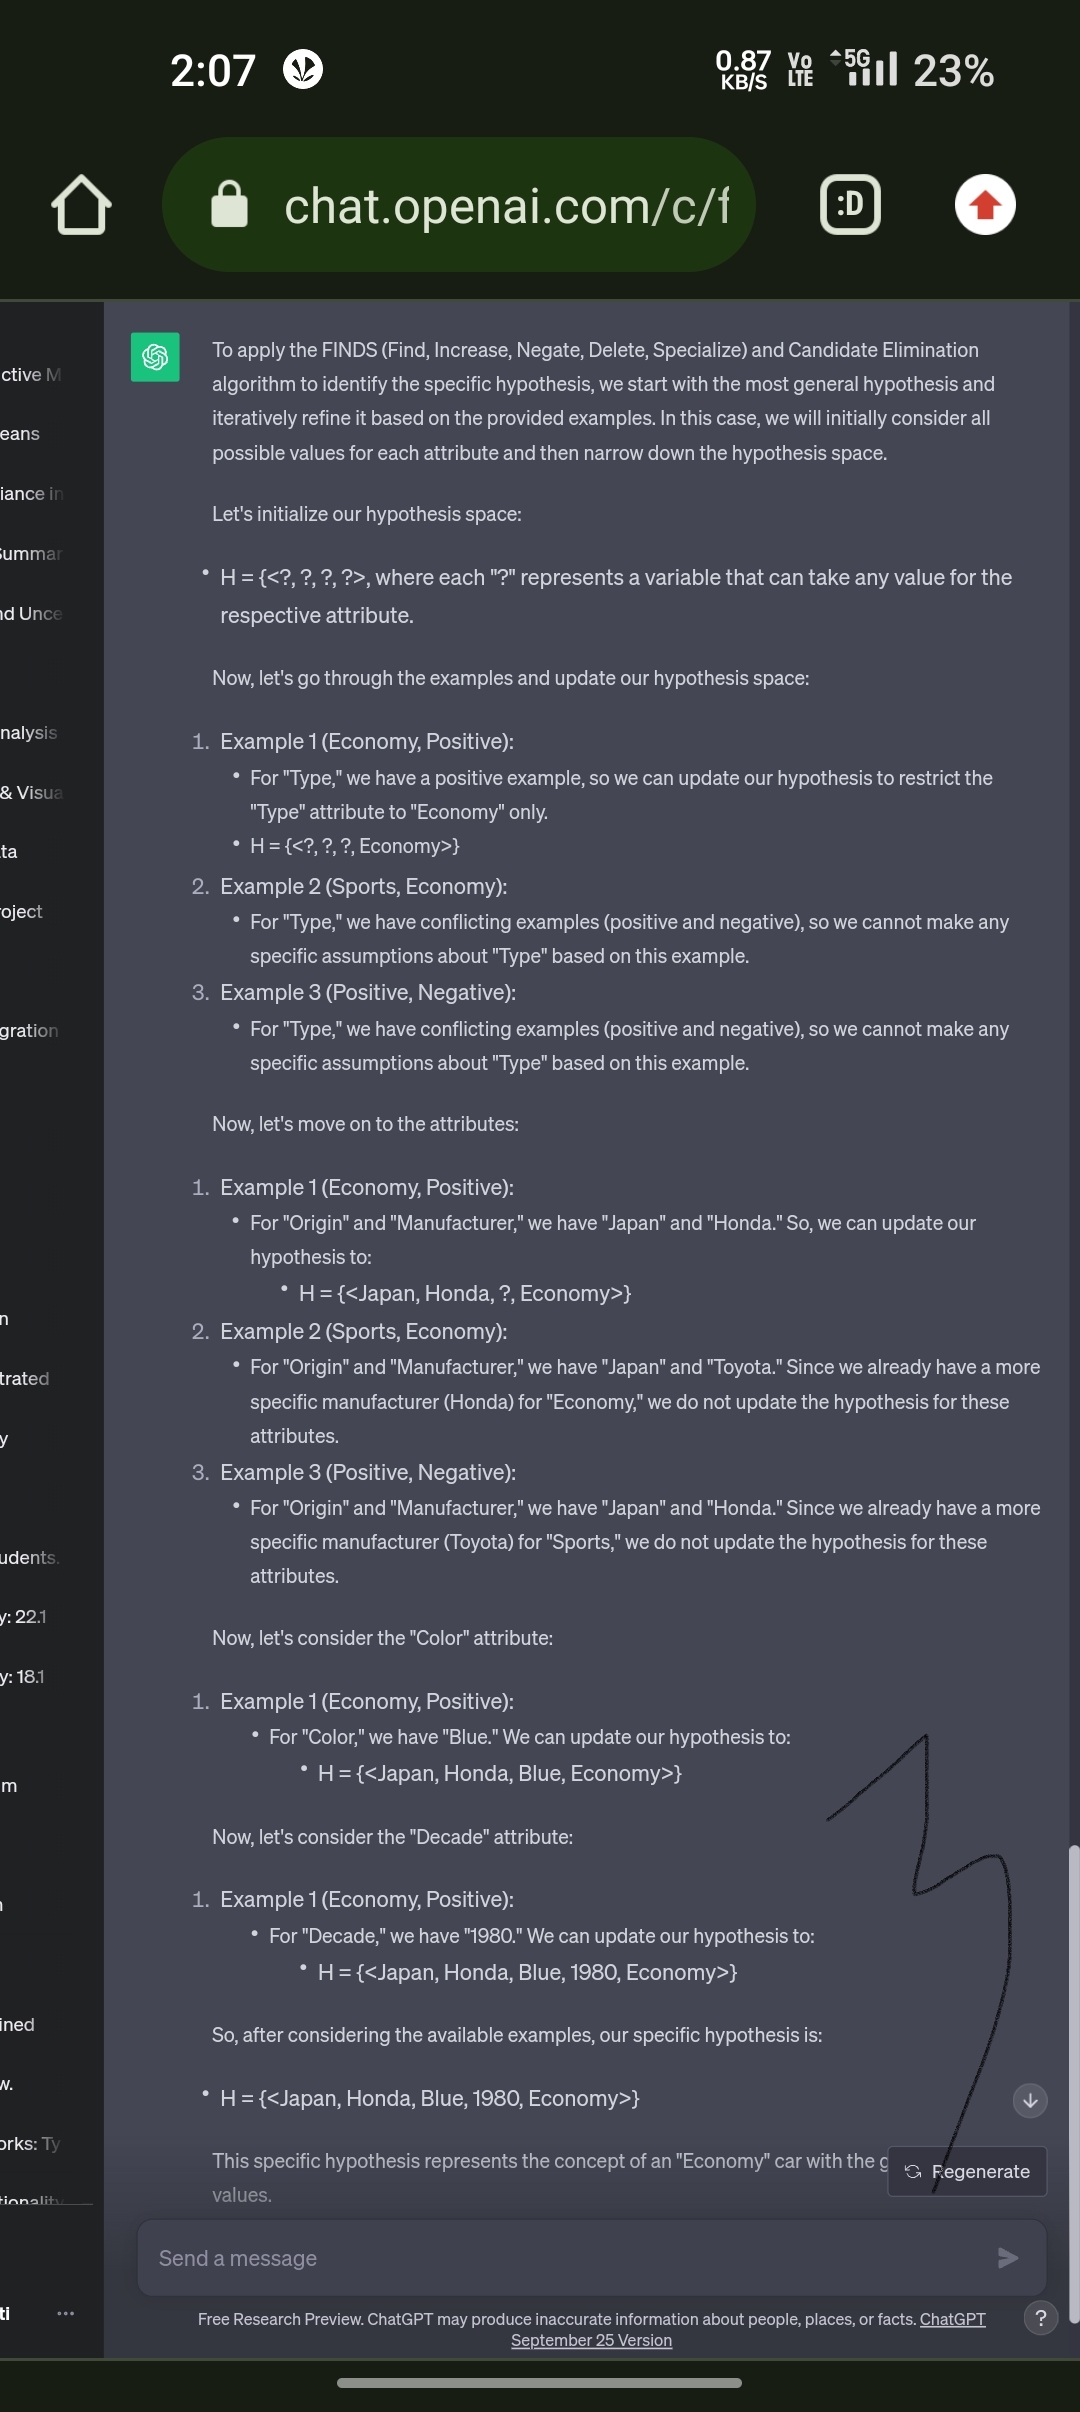 2:07
0.87 KB/S
Vo LTE
5G
23%
chat.openai.com/c/f
:D
ctive M
eans
iance in
Summar
nd Unce
nalysis
& Visua
ta
roject
gration
n
trated
y
udents.
y: 22.1
y: 18.1
m
n
ined
w.
orks: Ty
tionality
ti
To apply the FINDS (Find, Increase, Negate, Delete, Specialize) and Candidate Elimination
algorithm to identify the specific hypothesis, we start with the most general hypothesis and
iteratively refine it based on the provided examples. In this case, we will initially consider all
possible values for each attribute and then narrow down the hypothesis space.
Let's initialize our hypothesis space:
• H = {<?, ?, ?, ?>, where each "?" represents a variable that can take any value for the
respective attribute.
Now, let's go through the examples and update our hypothesis space:
1. Example 1 (Economy, Positive):
• For "Type," we have a positive example, so we can update our hypothesis to restrict the
"Type" attribute to "Economy" only.
• H = {<?, ?, ?, Economy>}
2. Example 2 (Sports, Economy):
• For "Type," we have conflicting examples (positive and negative), so we cannot make any
specific assumptions about "Type" based on this example.
3. Example 3 (Positive, Negative):
• For "Type," we have conflicting examples (positive and negative), so we cannot make any
specific assumptions about "Type" based on this example.
Now, let's move on to the attributes:
1. Example 1 (Economy, Positive):
• For "Origin" and "Manufacturer," we have "Japan" and "Honda." So, we can update our
hypothesis to:
• H = {<Japan, Honda, ?, Economy>}
2. Example 2 (Sports, Economy):
• For "Origin" and "Manufacturer," we have "Japan" and "Toyota." Since we already have a more
specific manufacturer (Honda) for "Economy," we do not update the hypothesis for these
attributes.
3. Example 3 (Positive, Negative):
• For "Origin" and "Manufacturer," we have "Japan" and "Honda." Since we already have a more
specific manufacturer (Toyota) for "Sports," we do not update the hypothesis for these
attributes.
Now, let's consider the "Color" attribute:
1. Example 1 (Economy, Positive):
• For "Color," we have "Blue." We can update our hypothesis to:
• H = {<Japan, Honda, Blue, Economy>}
Now, let's consider the "Decade" attribute:
1. Example 1 (Economy, Positive):
• For "Decade," we have "1980." We can update our hypothesis to:
• H = {<Japan, Honda, Blue, 1980, Economy>}
So, after considering the available examples, our specific hypothesis is:
• H = {<Japan, Honda, Blue, 1980, Economy>}
This specific hypothesis represents the concept of an "Economy" car with the g
values.
Regenerate
Send a message
Free Research Preview. ChatGPT may produce inaccurate information about people, places, or facts. ChatGPT
September 25 Version
?